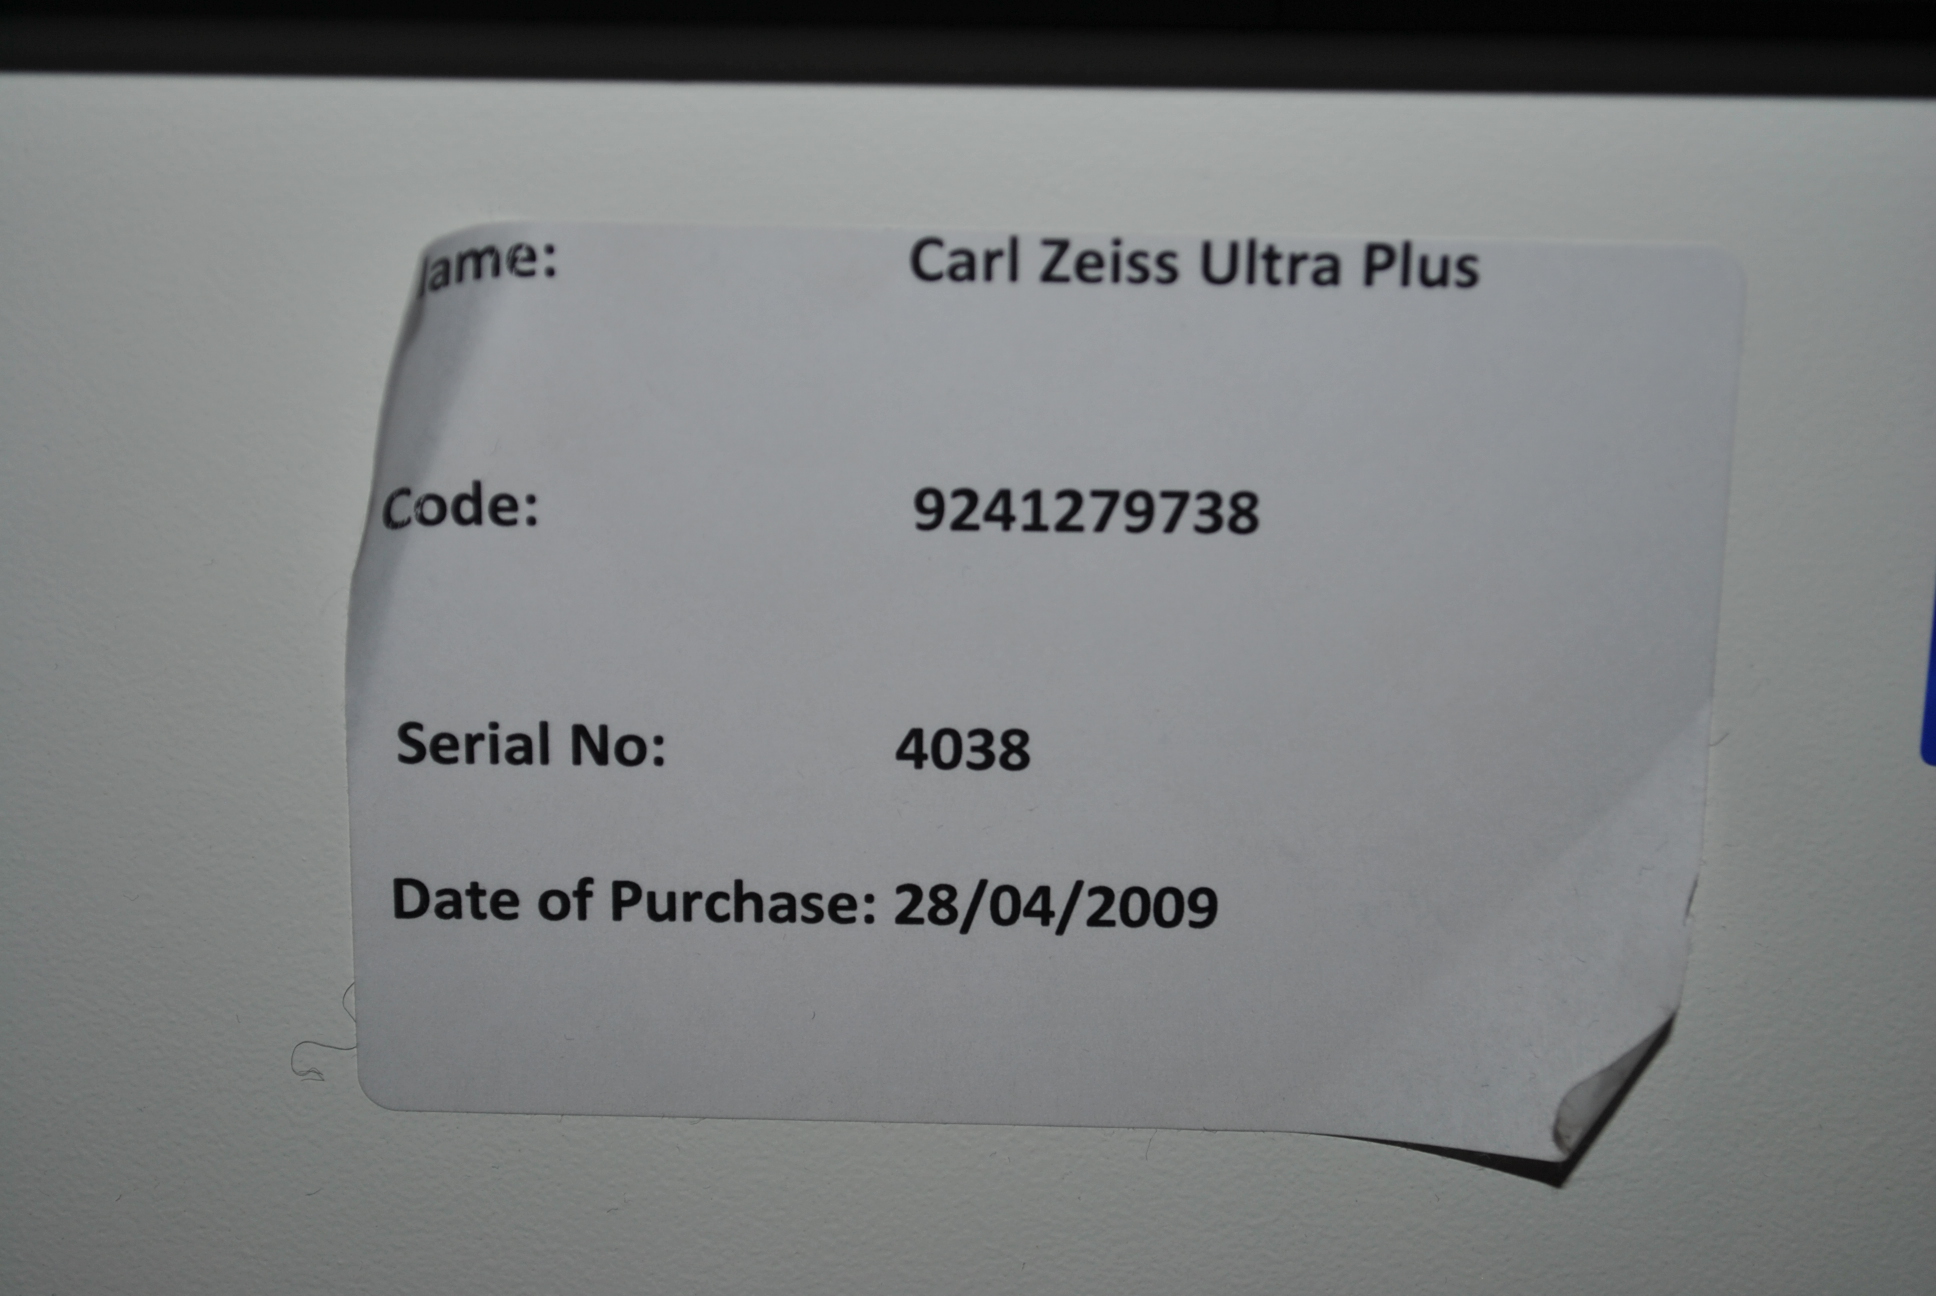 ame: Carl Zeiss Ultra Plus
Code: 9241279738
Serial No: 4038
Date of Purchase: 28/04/2009